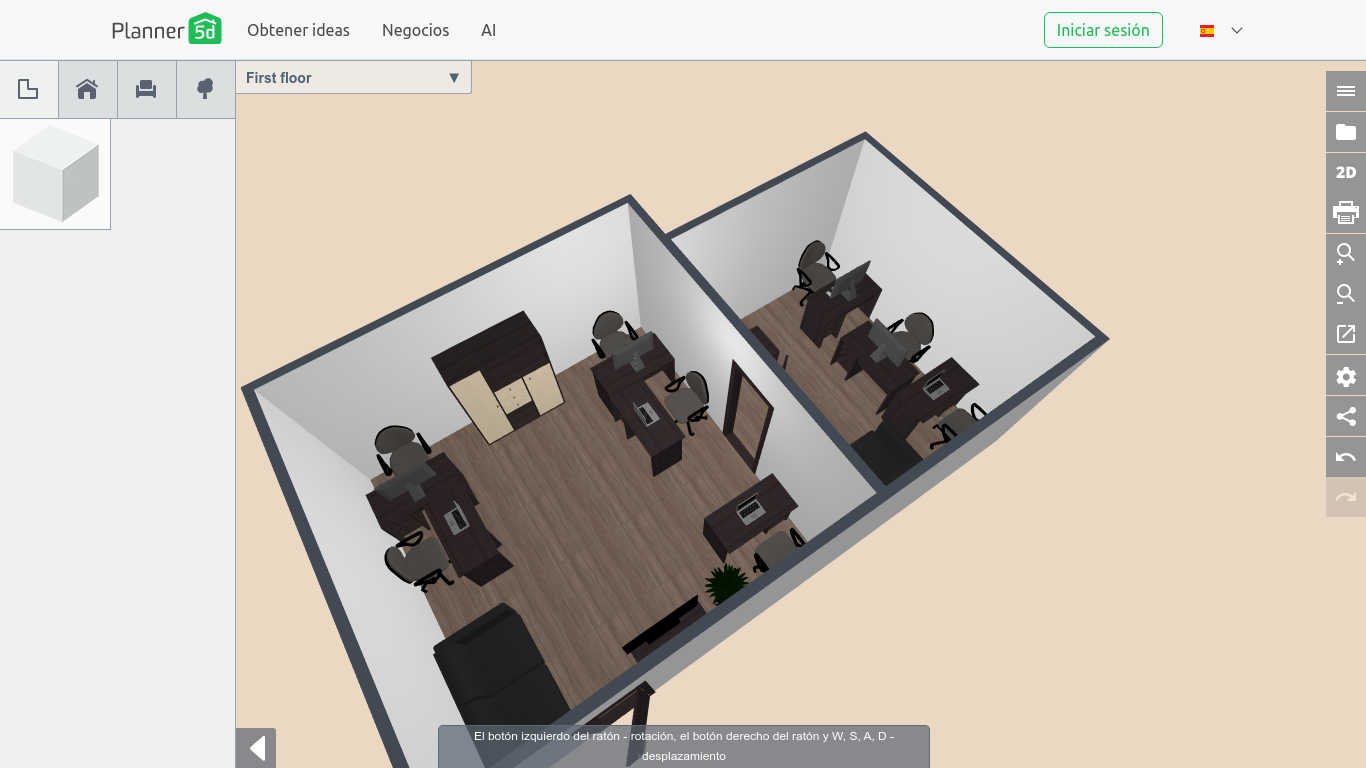 Planner 5d
Obtener ideas
Negocios
AI
Iniciar sesión
First floor ▼
2D
El botón izquierdo del ratón - rotación, el botón derecho del ratón y W, S, A, D -
desplazamiento